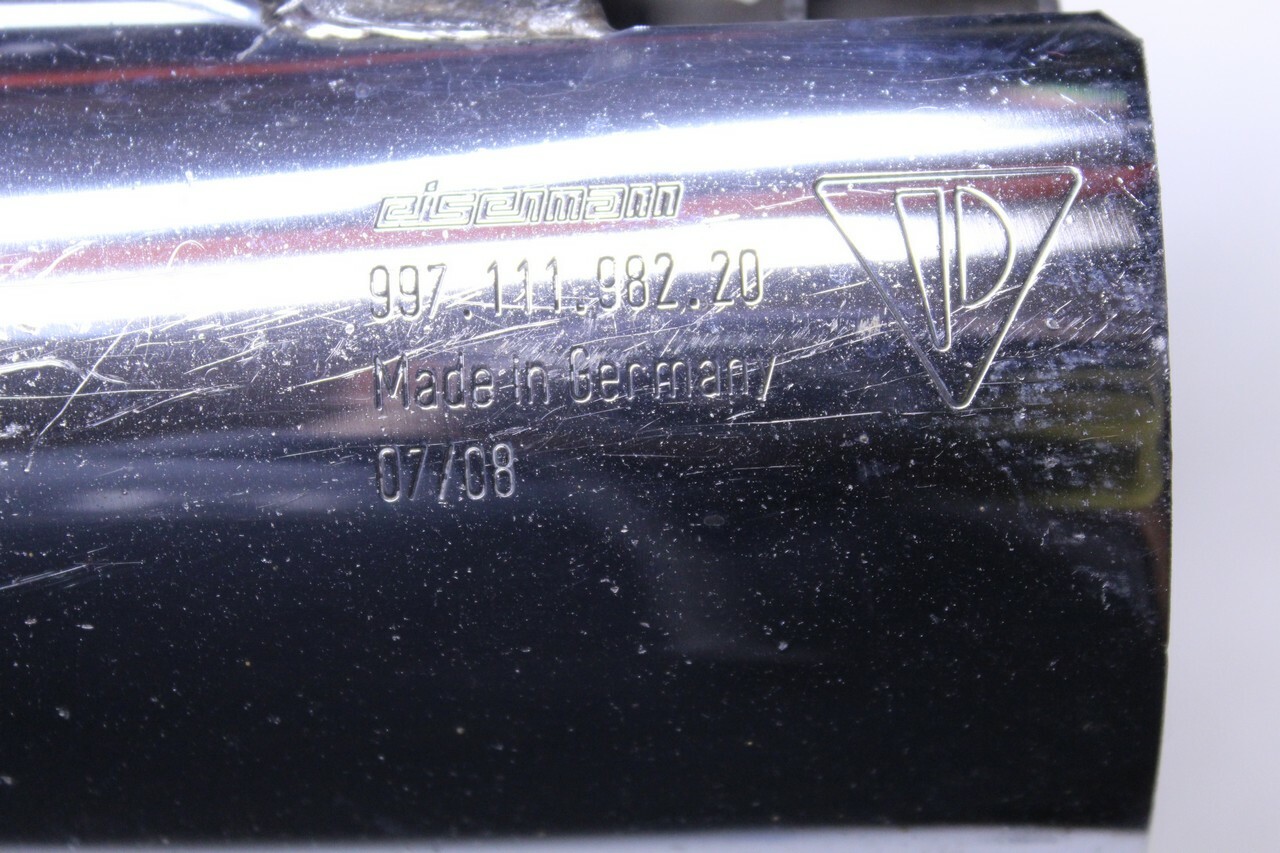 eisenmann
997.111.982.20
Made in Germany
07/08